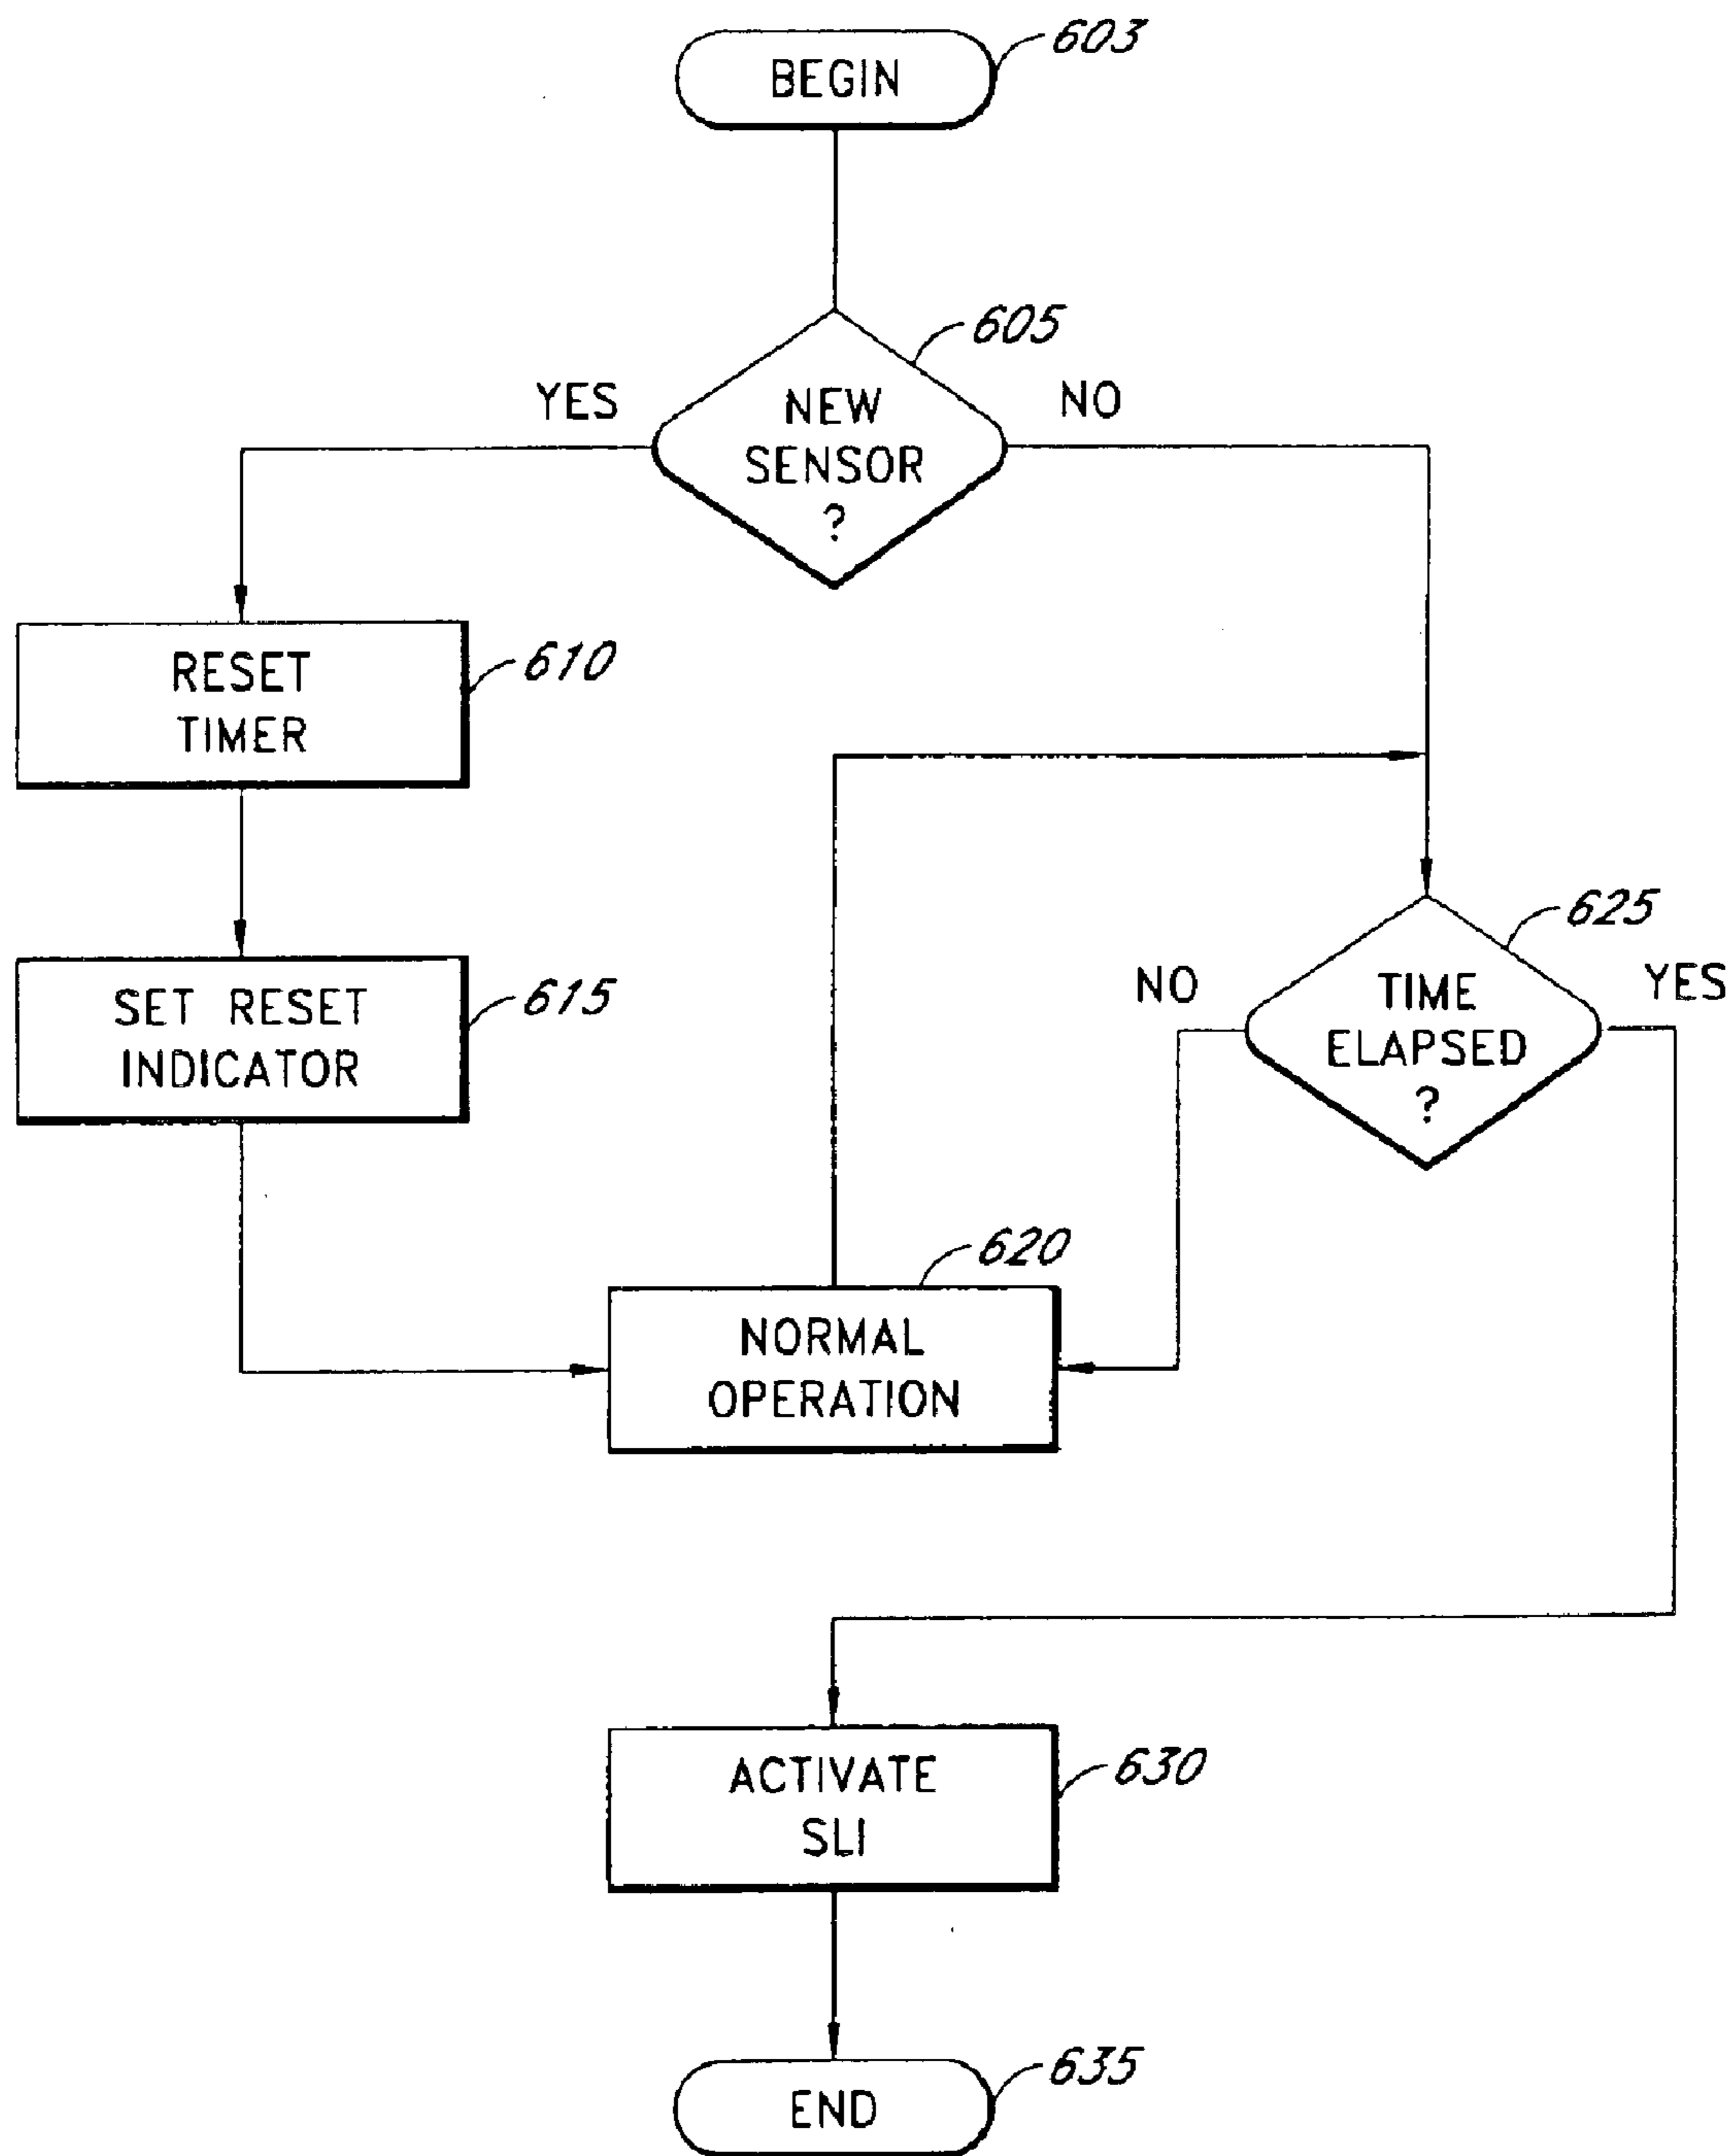 BEGIN
603
605
YES
NEW
SENSOR
?
NO
RESET
TIMER
610
625
NO
TIME
ELAPSED
?
YES
SET RESET
INDICATOR
615
620
NORMAL
OPERATION
ACTIVATE
SLI
630
END
635